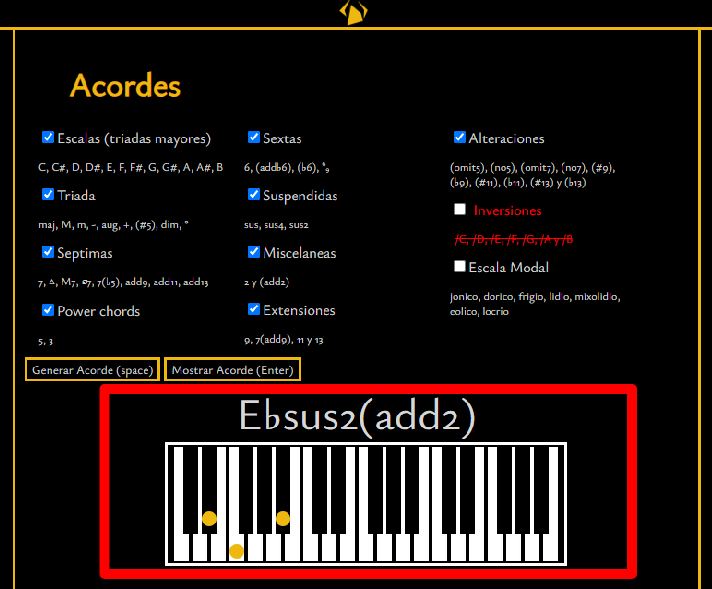 Acordes
Escalas (triadas mayores)
C, C#, D, D#, E, F, F#, G, G#, A, A#, B
Triada
maj, M, m, -, aug, +, (#5), dim, °
Septimas
7, Δ, M7, ø7, 7(b5), add9, add11, add13
Power chords
5, 3
Sextas
6, (addb6), (b6), ⁶₉
Suspendidas
sus, sus4, sus2
Miscelaneas
2 y (add2)
Extensiones
9, 7(add9), 11 y 13
Alteraciones
(omit5), (no5), (omit7), (no7), (#9),
(b9), (#11), (b11), (#13) y (b13)
Inversiones
/C, /D, /E, /F, /G, /A y /B
Escala Modal
jonico, dorico, frigio, lidio, mixolidio,
eolico, locrio
Generar Acorde (space)
Mostrar Acorde (Enter)
E♭sus2(add2)